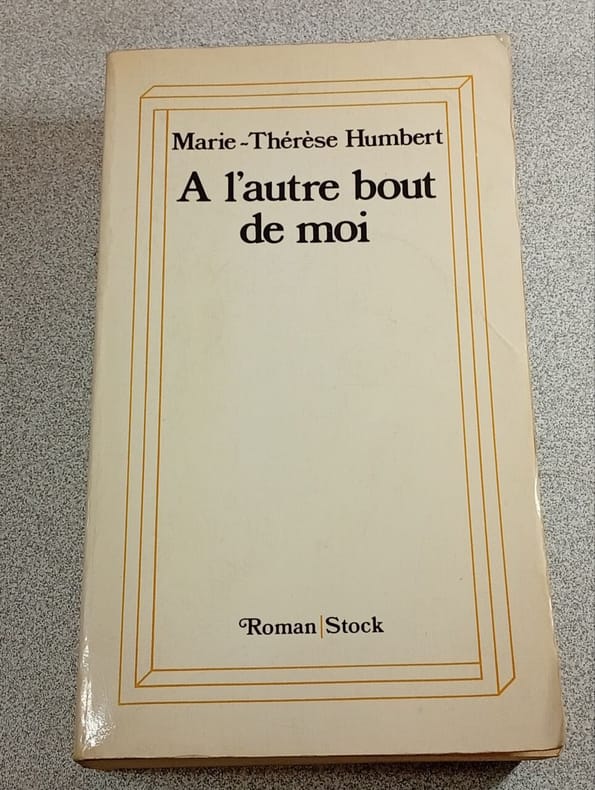 Marie-Thérèse Humbert
A l'autre bout
de moi
Roman|Stock